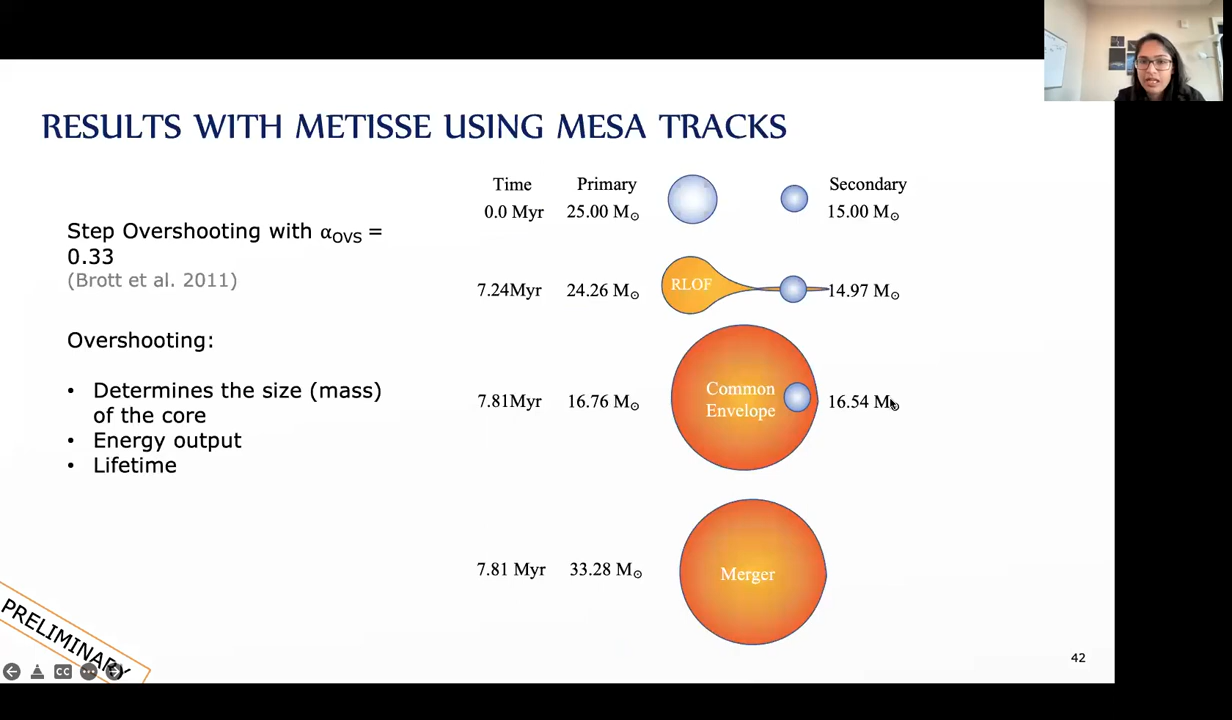 RESULTS WITH METISSE USING MESA TRACKS
Time Primary Secondary
0.0 Myr 25.00 M⊙ 15.00 M⊙
Step Overshooting with αOVS =
0.33
(Brott et al. 2011)
7.24Myr 24.26 M⊙ RLOF 14.97 M⊙
Overshooting:
• Determines the size (mass)
of the core
• Energy output
• Lifetime
7.81Myr 16.76 M⊙ Common
Envelope 16.54 M⊙
7.81 Myr 33.28 M⊙ Merger
PRELIMINARY
CC
42